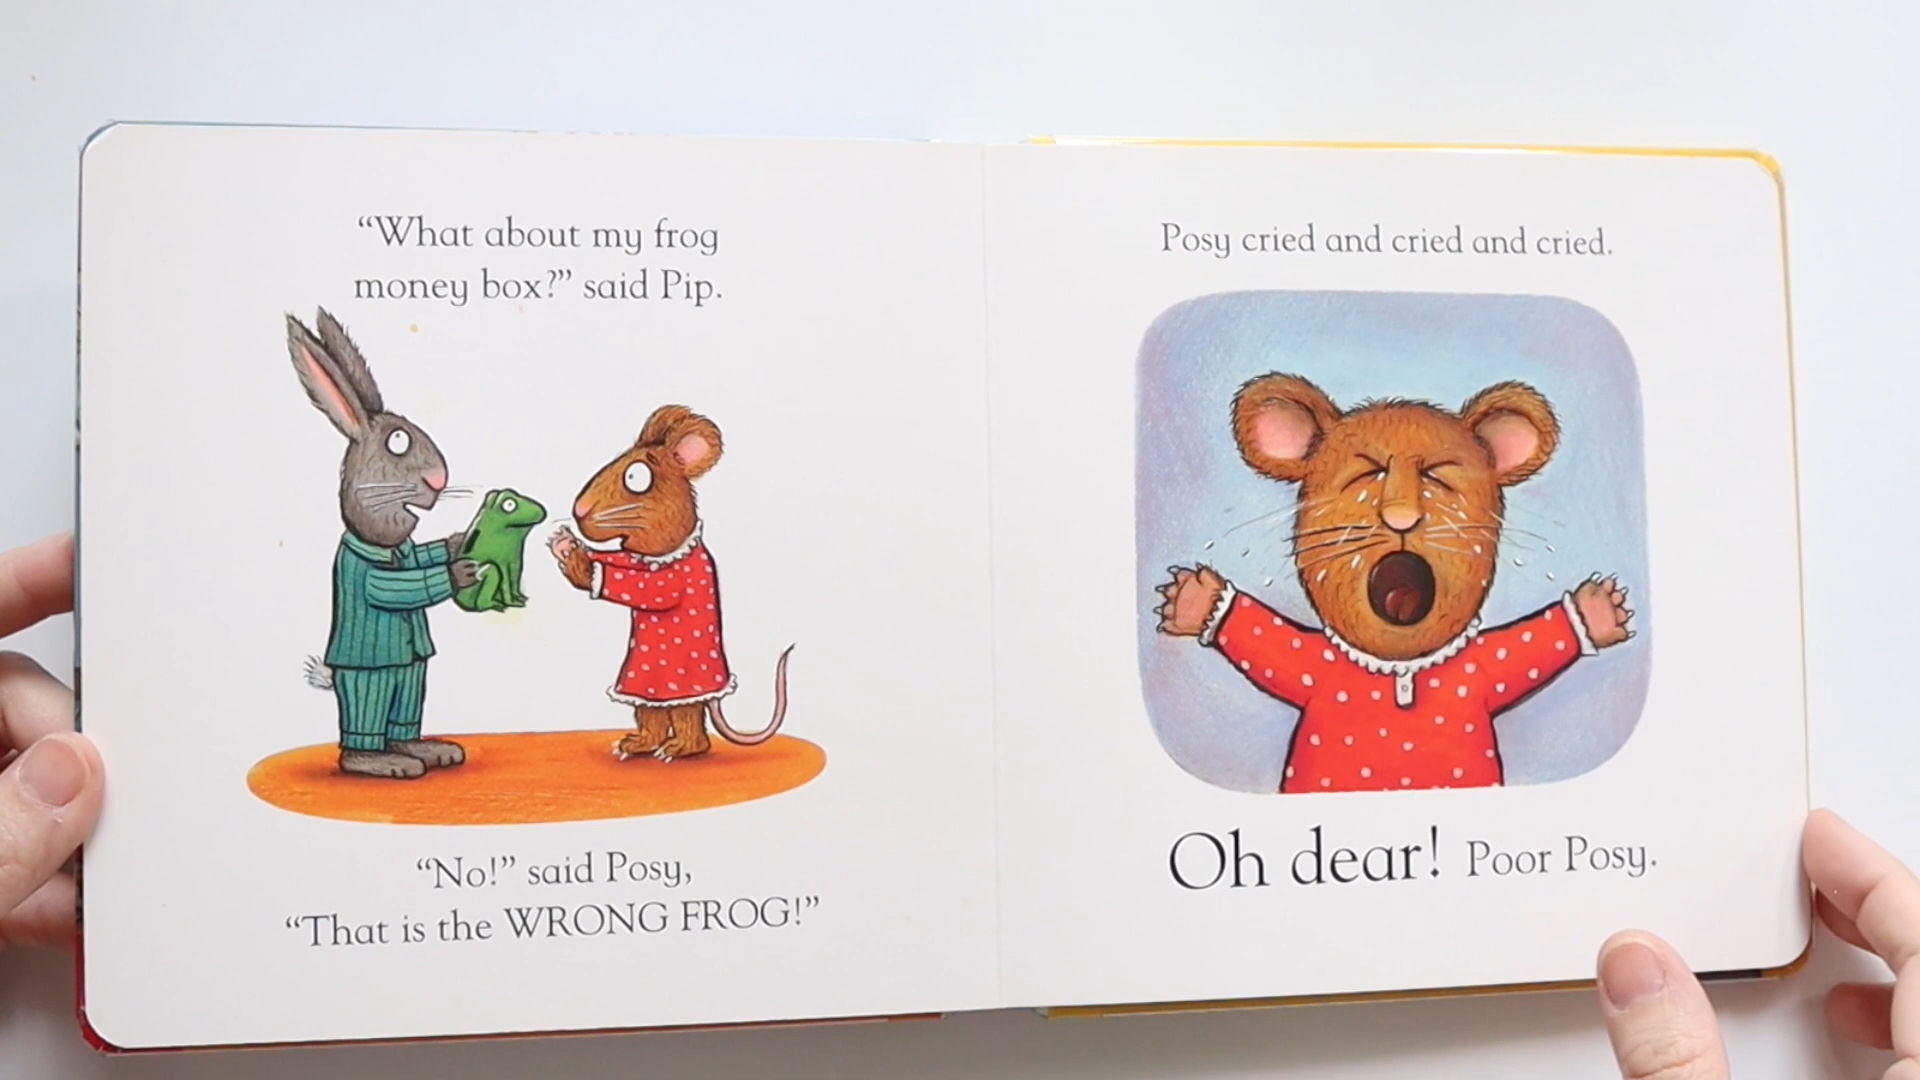 “What about my frog
money box?” said Pip.
“No!” said Posy,
“That is the WRONG FROG!”
Posy cried and cried and cried.
Oh dear! Poor Posy.